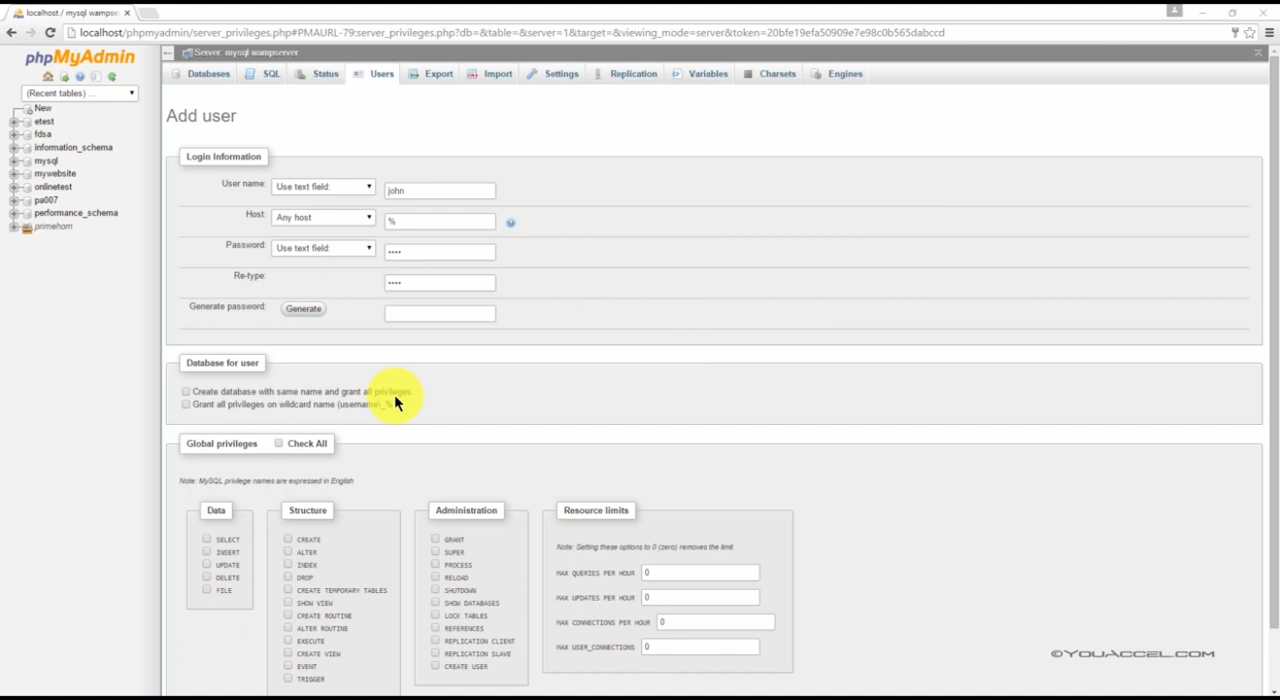 localhost / mysql wampse
localhost/phpmyadmin/server_privileges.php#PMAURL-79:server_privileges.php?db=&table=&server=1&target=&viewing_mode=server&token=20bfe19efa50909e7e98c0b565dabccd
phpMyAdmin
Server: mysql wampserver
Databases SQL Status Users Export Import Settings Replication Variables Charsets Engines
(Recent tables) ...
New
etest
fdsa
information_schema
mysql
mywebsite
onlinetest
pa007
performance_schema
primehorn
Add user
Login Information
User name: Use text field: john
Host: Any host %
Password: Use text field: ••••
Re-type: ••••
Generate password: Generate
Database for user
Create database with same name and grant all privileges.
Grant all privileges on wildcard name (username\_%
Global privileges Check All
Note: MySQL privilege names are expressed in English
Data
SELECT
INSERT
UPDATE
DELETE
FILE
Structure
CREATE
ALTER
INDEX
DROP
CREATE TEMPORARY TABLES
SHOW VIEW
CREATE ROUTINE
ALTER ROUTINE
EXECUTE
CREATE VIEW
EVENT
TRIGGER
Administration
GRANT
SUPER
PROCESS
RELOAD
SHUTDOWN
SHOW DATABASES
LOCK TABLES
REFERENCES
REPLICATION CLIENT
REPLICATION SLAVE
CREATE USER
Resource limits
Note: Setting these options to 0 (zero) removes the limit.
MAX QUERIES PER HOUR 0
MAX UPDATES PER HOUR 0
MAX CONNECTIONS PER HOUR 0
MAX USER_CONNECTIONS 0
©YOUACCEL.COM